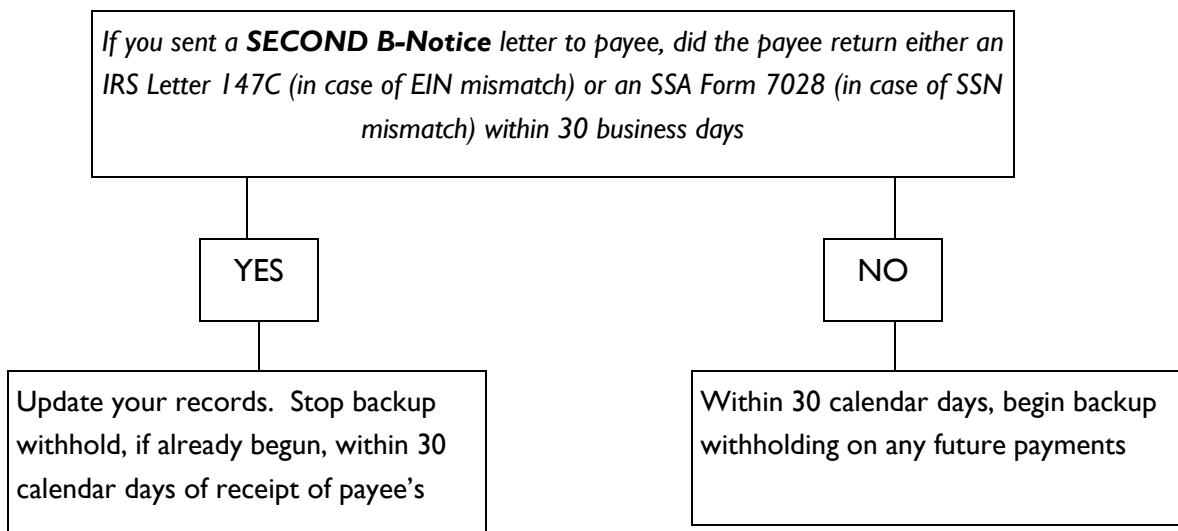 If you sent a SECOND B-Notice letter to payee, did the payee return either an
IRS Letter 147C (in case of EIN mismatch) or an SSA Form 7028 (in case of SSN
mismatch) within 30 business days
YES
NO
Update your records.  Stop backup
withhold, if already begun, within 30
calendar days of receipt of payee’s
Within 30 calendar days, begin backup
withholding on any future payments